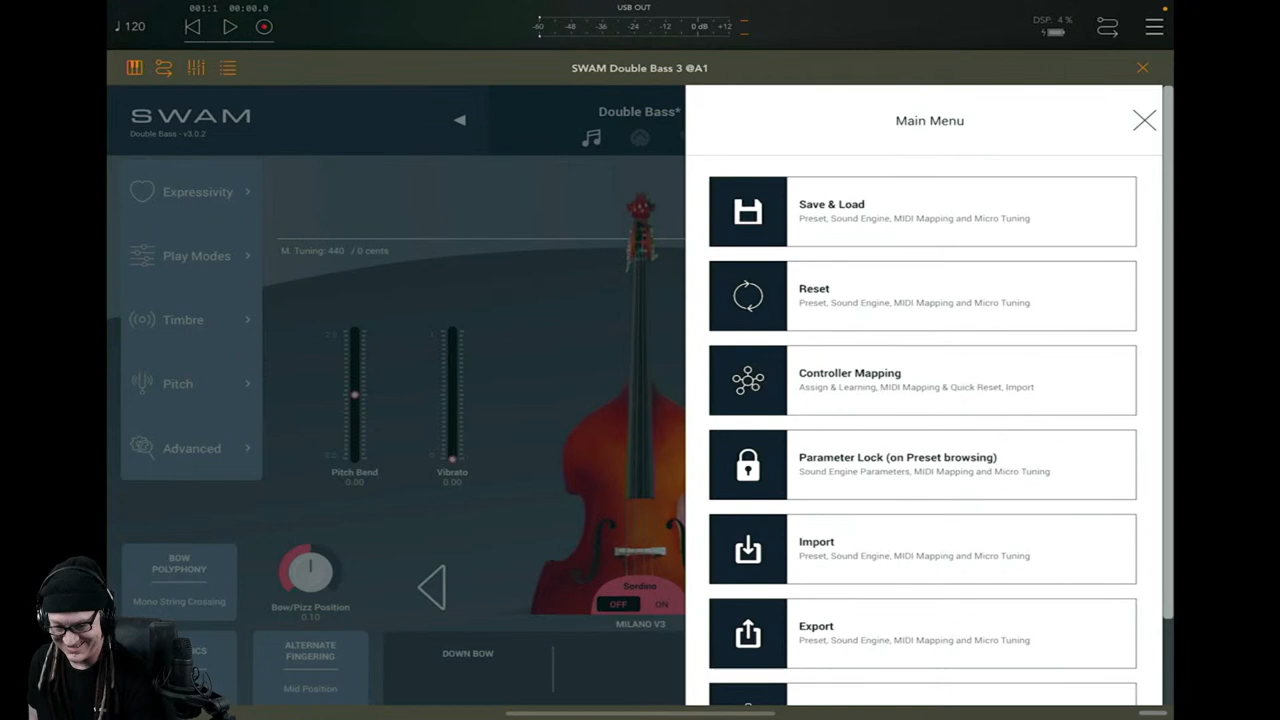 001:1 00:00.0
USB OUT
♩ 120
-60 -48 -36 -24 -12 0 dB +12
DSP: 4 %
SWAM Double Bass 3 @A1
SWAM
Double Bass - v3.0.2
Double Bass*
Main Menu
Expressivity
Play Modes
Timbre
Pitch
Advanced
M. Tuning: 440 / 0 cents
Pitch Bend
0.00
Vibrato
0.00
BOW
POLYPHONY
Mono String Crossing
Bow/Pizz Position
0.10
Sordino
OFF ON
MILANO V3
ICS
ALTERNATE
FINGERING
Mid Position
DOWN BOW
Save & Load
Preset, Sound Engine, MIDI Mapping and Micro Tuning
Reset
Preset, Sound Engine, MIDI Mapping and Micro Tuning
Controller Mapping
Assign & Learning, MIDI Mapping & Quick Reset, Import
Parameter Lock (on Preset browsing)
Sound Engine Parameters, MIDI Mapping and Micro Tuning
Import
Preset, Sound Engine, MIDI Mapping and Micro Tuning
Export
Preset, Sound Engine, MIDI Mapping and Micro Tuning